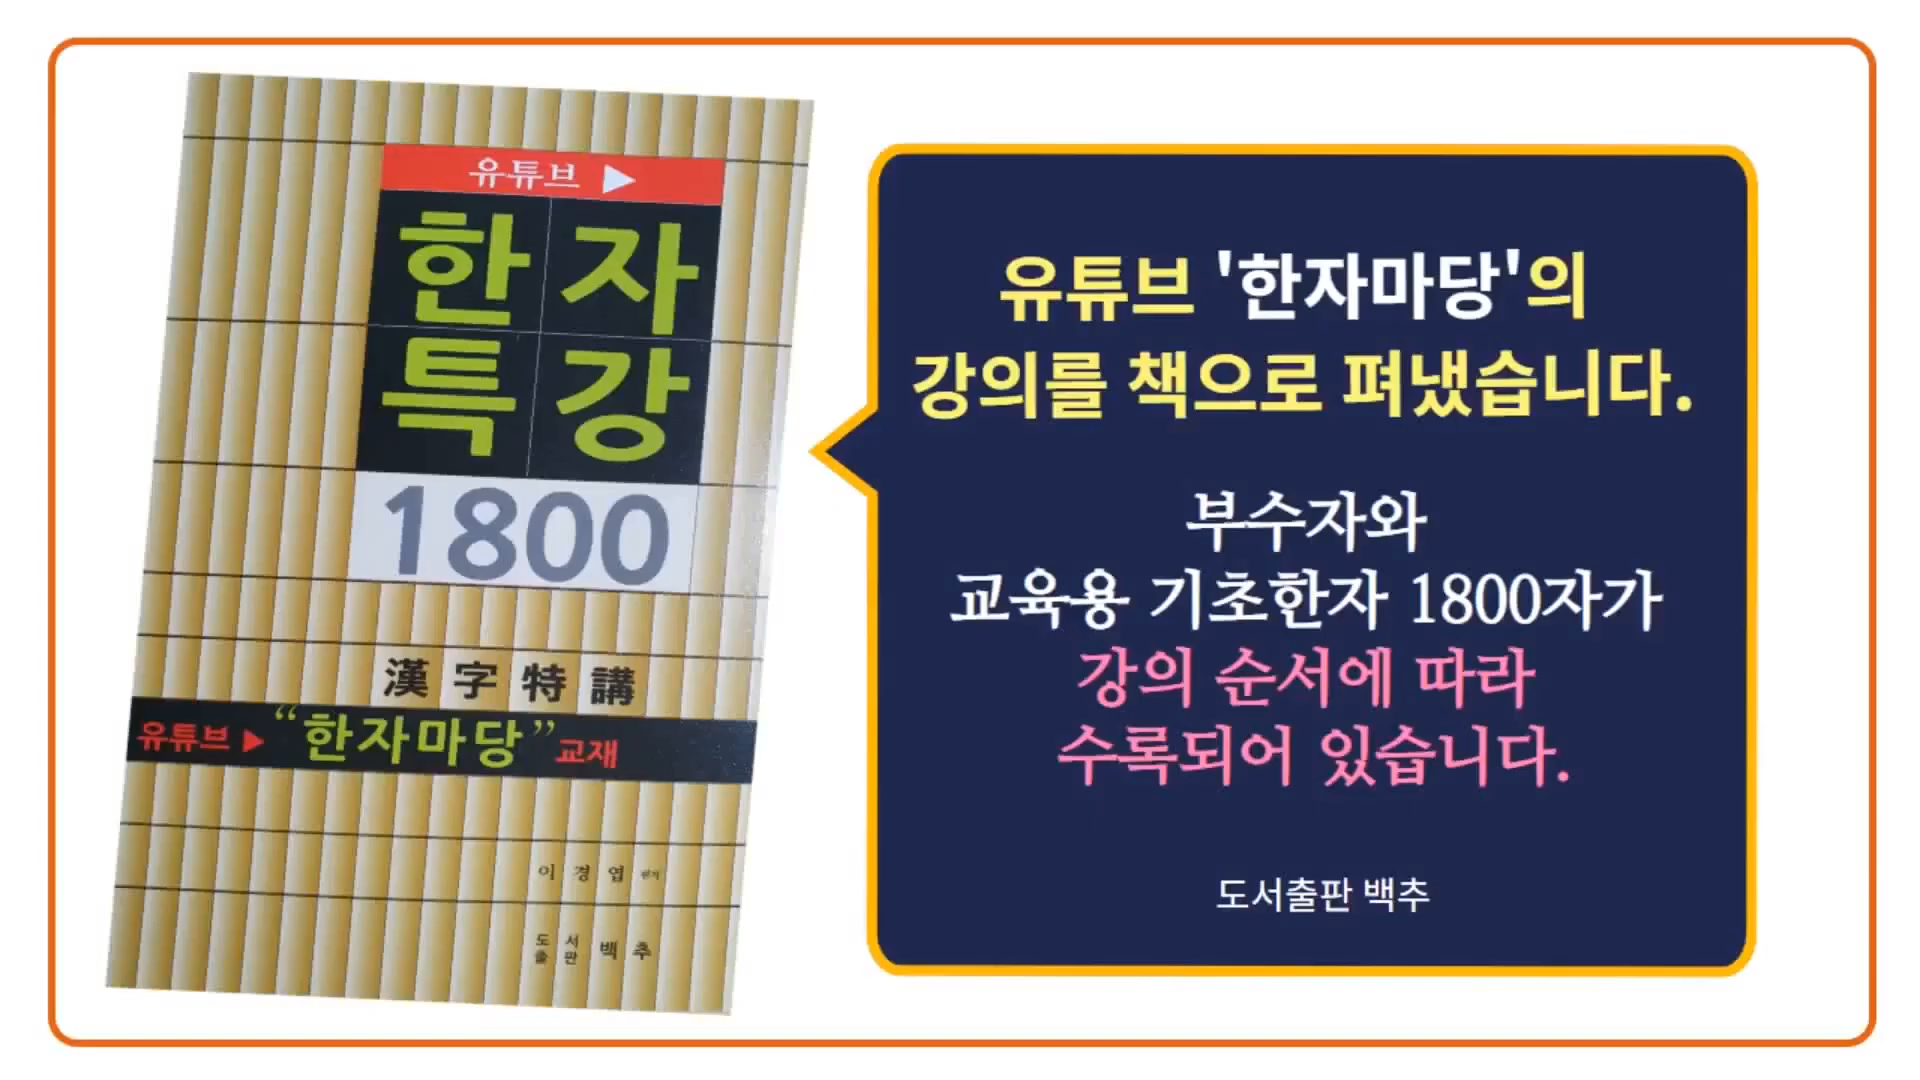 유튜브 ▶
한자
특강
1800
漢字特講
유튜브 ▶ “한자마당” 교재
이경엽
도서출판 백추
유튜브 '한자마당'의
강의를 책으로 펴냈습니다.
부수자와
교육용 기초한자 1800자가
강의 순서에 따라
수록되어 있습니다.
도서출판 백추